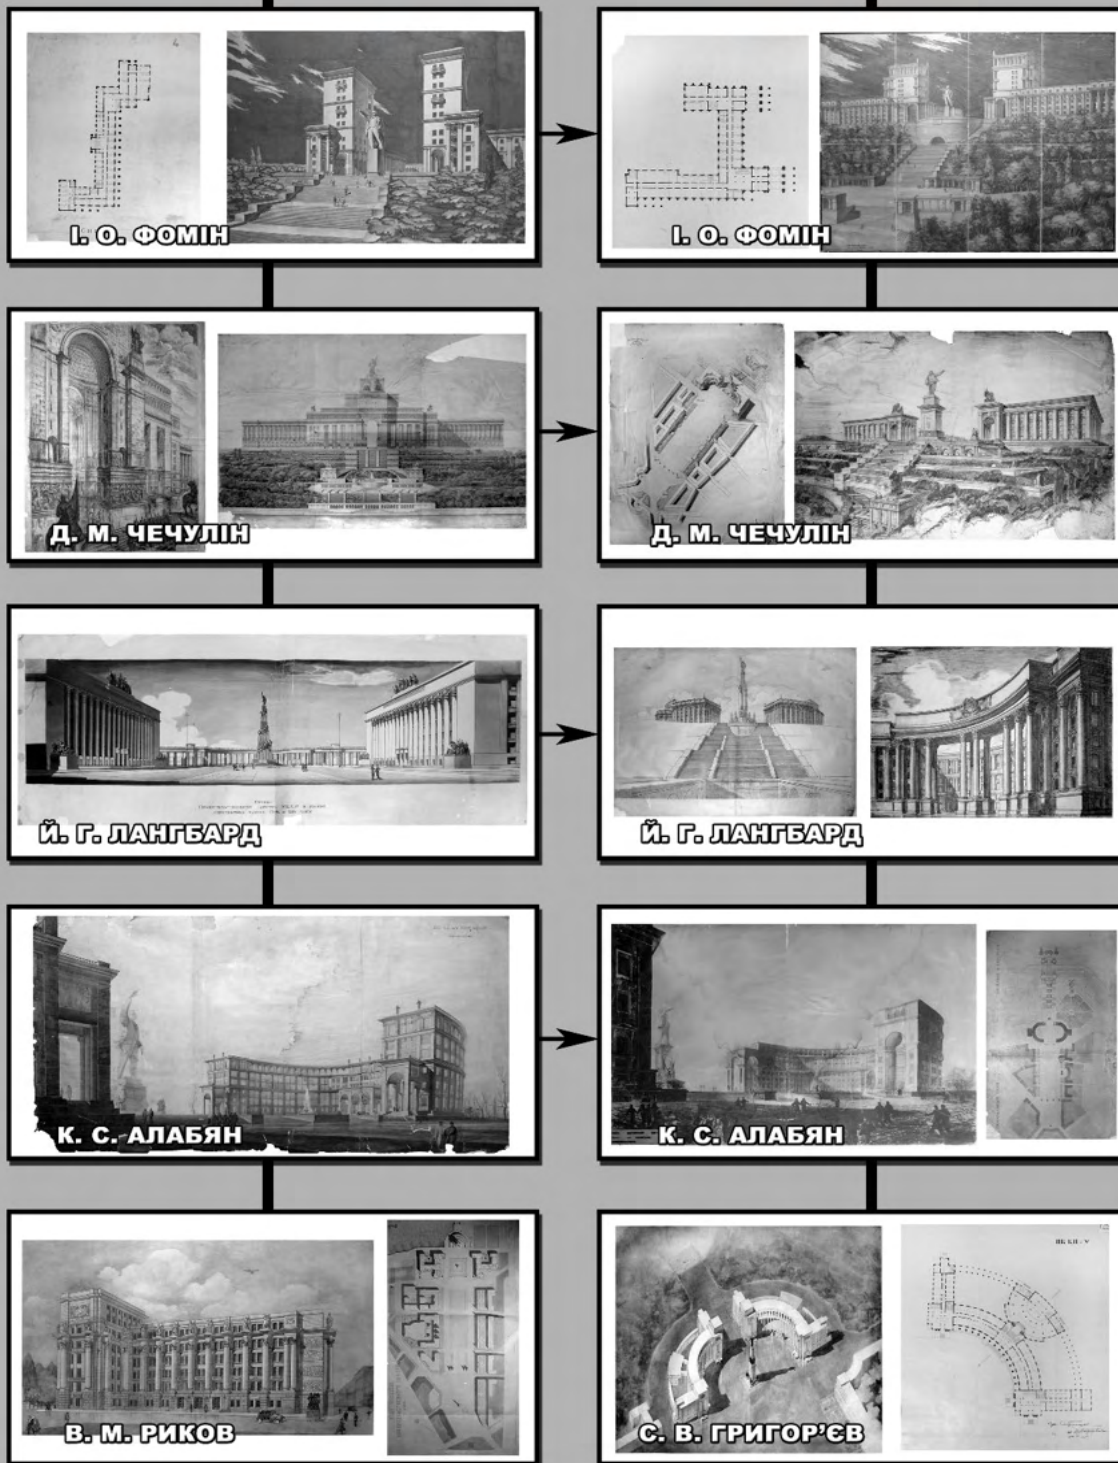 І. О. ФОМІН
І. О. ФОМІН
Д. М. ЧЕЧУЛІН
Д. М. ЧЕЧУЛІН
Й. Г. ЛАНГБАРД
Й. Г. ЛАНГБАРД
К. С. АЛАБЯН
К. С. АЛАБЯН
В. М. РИКОВ
С. В. ГРИГОР'ЄВ